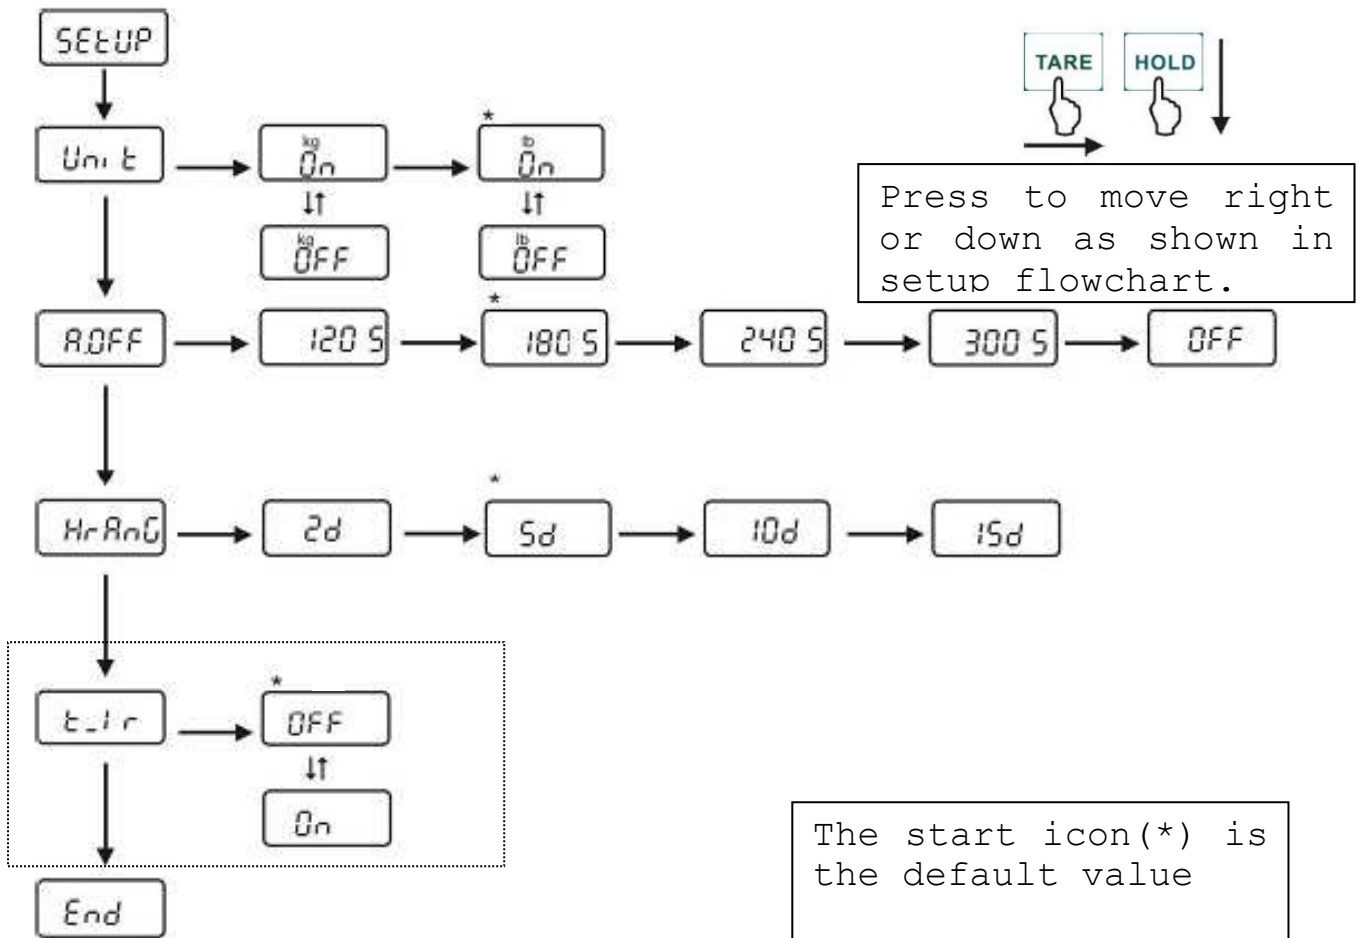 SEtUP
TARE HOLD
*
Unit
kg
On
lb
On
kg
OFF
lb
OFF
Press to move right
or down as shown in
setup flowchart.
*
A.OFF
120 S
180 S
240 S
300 S
OFF
*
HrAnG
2d
5d
10d
15d
*
t_Ir
OFF
On
The start icon(*) is
the default value
End